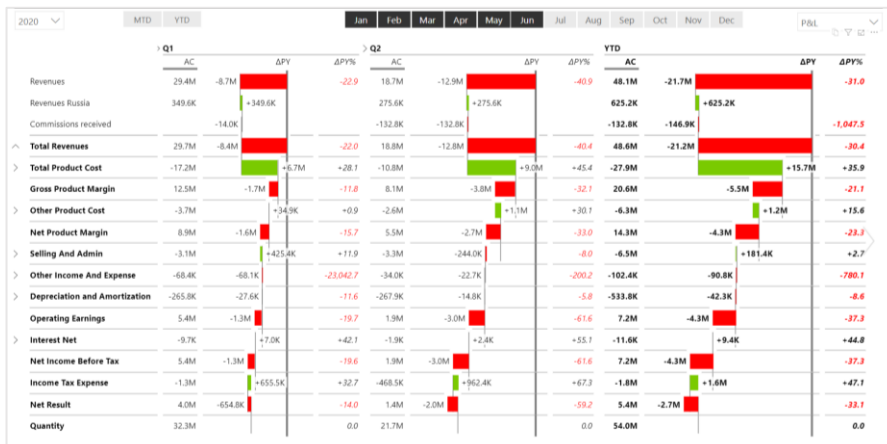 2020 MTD YTD Jan Feb Mar Apr May Jun Jul Aug Sep Oct Nov Dec P&L
Q1 Q2 YTD
AC ΔPY ΔPY% AC ΔPY ΔPY% AC ΔPY ΔPY%
Revenues 29.4M -8.7M -22.9 18.7M -12.9M -40.9 48.1M -21.7M -31.0
Revenues Russia 349.6K +349.6K 275.6K +275.6K 625.2K +625.2K
Commissions received -14.0K -132.8K -132.8K -132.8K -146.9K -1,047.5
Total Revenues 29.7M -8.4M -22.0 18.8M -12.8M -40.4 48.6M -21.2M -30.4
Total Product Cost -17.2M +6.7M +28.1 -10.8M +9.0M +45.4 -27.9M +15.7M +35.9
Gross Product Margin 12.5M -1.7M -11.8 8.1M -3.8M -32.1 20.6M -5.5M -21.1
Other Product Cost -3.7M +34.9K +0.9 -2.6M +1.1M +30.1 -6.3M +1.2M +15.6
Net Product Margin 8.9M -1.6M -15.7 5.5M -2.7M -33.0 14.3M -4.3M -23.3
Selling And Admin -3.1M +425.4K +11.9 -3.3M -244.0K -8.0 -6.5M +181.4K +2.7
Other Income And Expense -68.4K -68.1K -23,042.7 -34.0K -22.7K -200.2 -102.4K -90.8K -780.1
Depreciation and Amortization -265.8K -27.6K -11.6 -267.9K -14.8K -5.8 -533.8K -42.3K -8.6
Operating Earnings 5.4M -1.3M -19.7 1.9M -3.0M -61.6 7.2M -4.3M -37.3
Interest Net -9.7K +7.0K +42.1 -1.9K +2.4K +55.1 -11.6K +9.4K +44.8
Net Income Before Tax 5.4M -1.3M -19.6 1.9M -3.0M -61.6 7.2M -4.3M -37.3
Income Tax Expense -1.3M +655.5K +32.7 -468.5K +962.4K +67.3 -1.8M +1.6M +47.1
Net Result 4.0M -654.8K -14.0 1.4M -2.0M -59.2 5.4M -2.7M -33.1
Quantity 32.3M 0.0 21.7M 0.0 54.0M 0.0